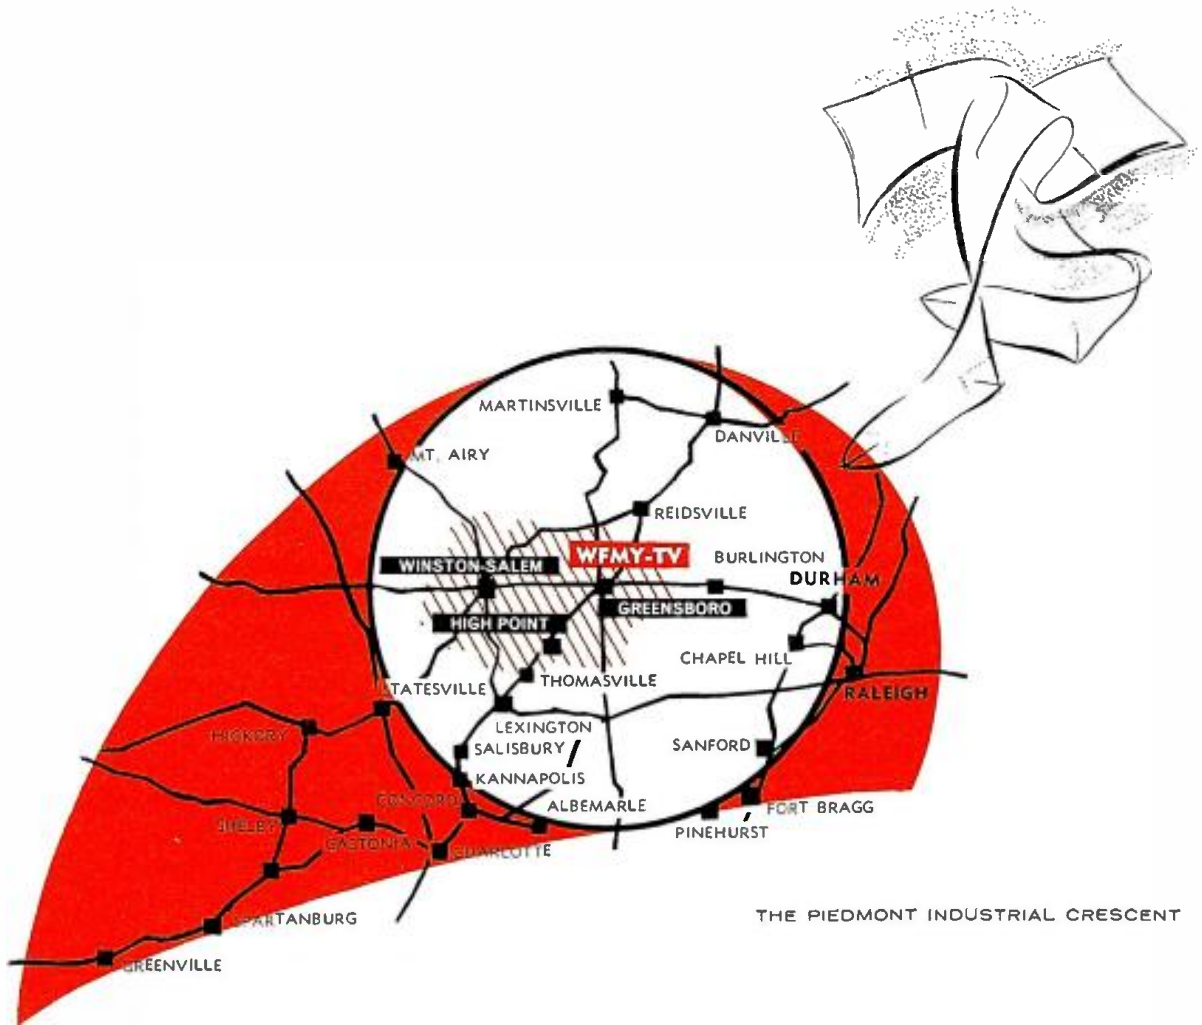 MARTINSVILLE
DANVILLE
MT. AIRY
REIDSVILLE
WFMY-TV
BURLINGTON
WINSTON-SALEM
DURHAM
GREENSBORO
HIGH POINT
CHAPEL HILL
THOMASVILLE
STATESVILLE
RALEIGH
LEXINGTON
HICKORY
SALISBURY
SANFORD
KANNAPOLIS
CONCORD
ALBEMARLE
FORT BRAGG
SHELBY
PINEHURST
GASTONIA
CHARLOTTE
THE PIEDMONT INDUSTRIAL CRESCENT
SPARTANBURG
GREENVILLE